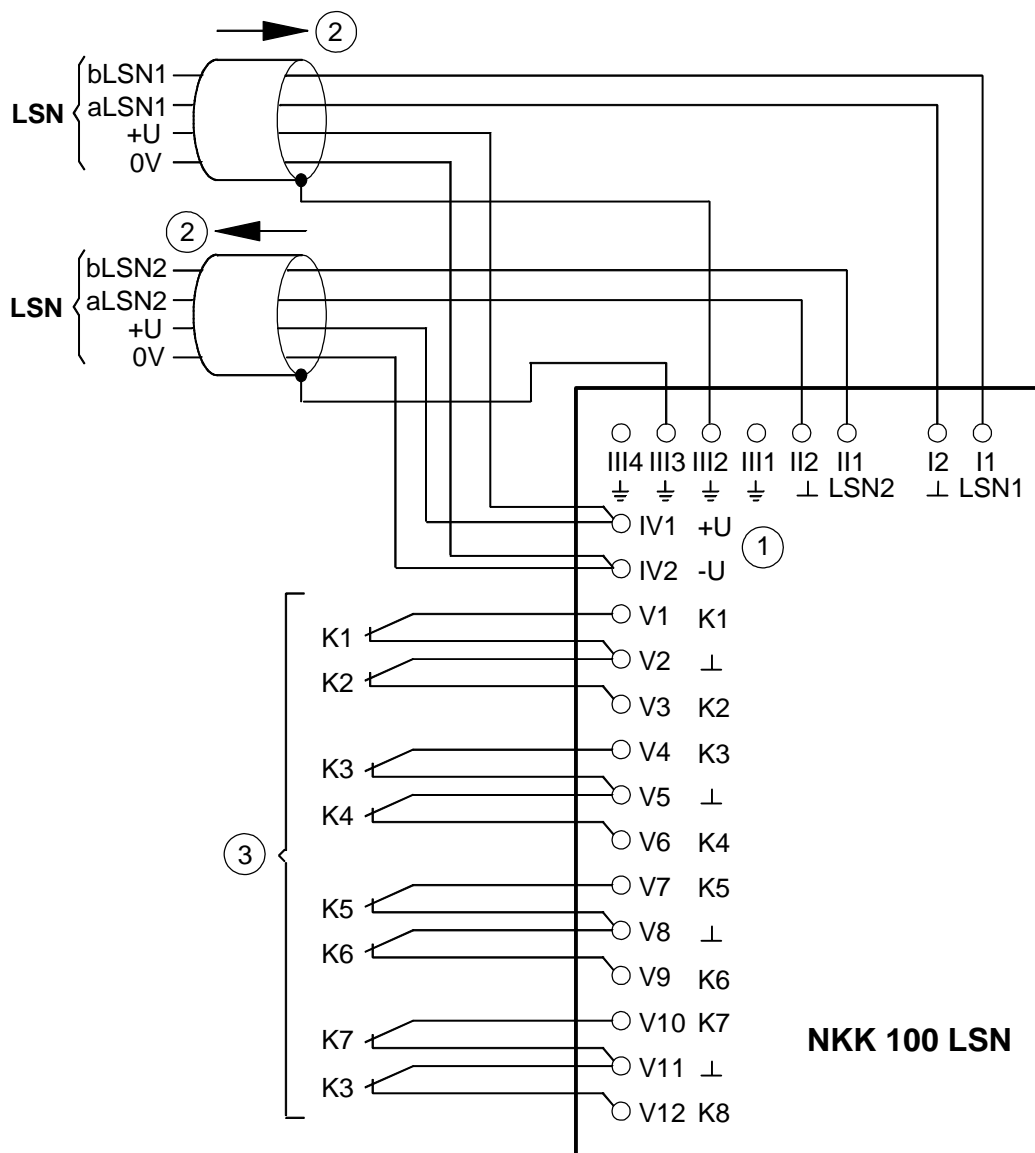 2
bLSN1
LSN aLSN1
+U
0V
2
bLSN2
LSN aLSN2
+U
0V
III4 III3 III2 III1 II2 II1 I2 I1
⏚ ⏚ ⏚ ⏚ ⊥ LSN2 ⊥ LSN1
IV1 +U
1
IV2 -U
V1 K1
K1
V2 ⊥
K2
V3 K2
V4 K3
K3
V5 ⊥
K4
V6 K4
3
V7 K5
K5
V8 ⊥
K6
V9 K6
V10 K7
K7
NKK 100 LSN
V11 ⊥
K3
V12 K8